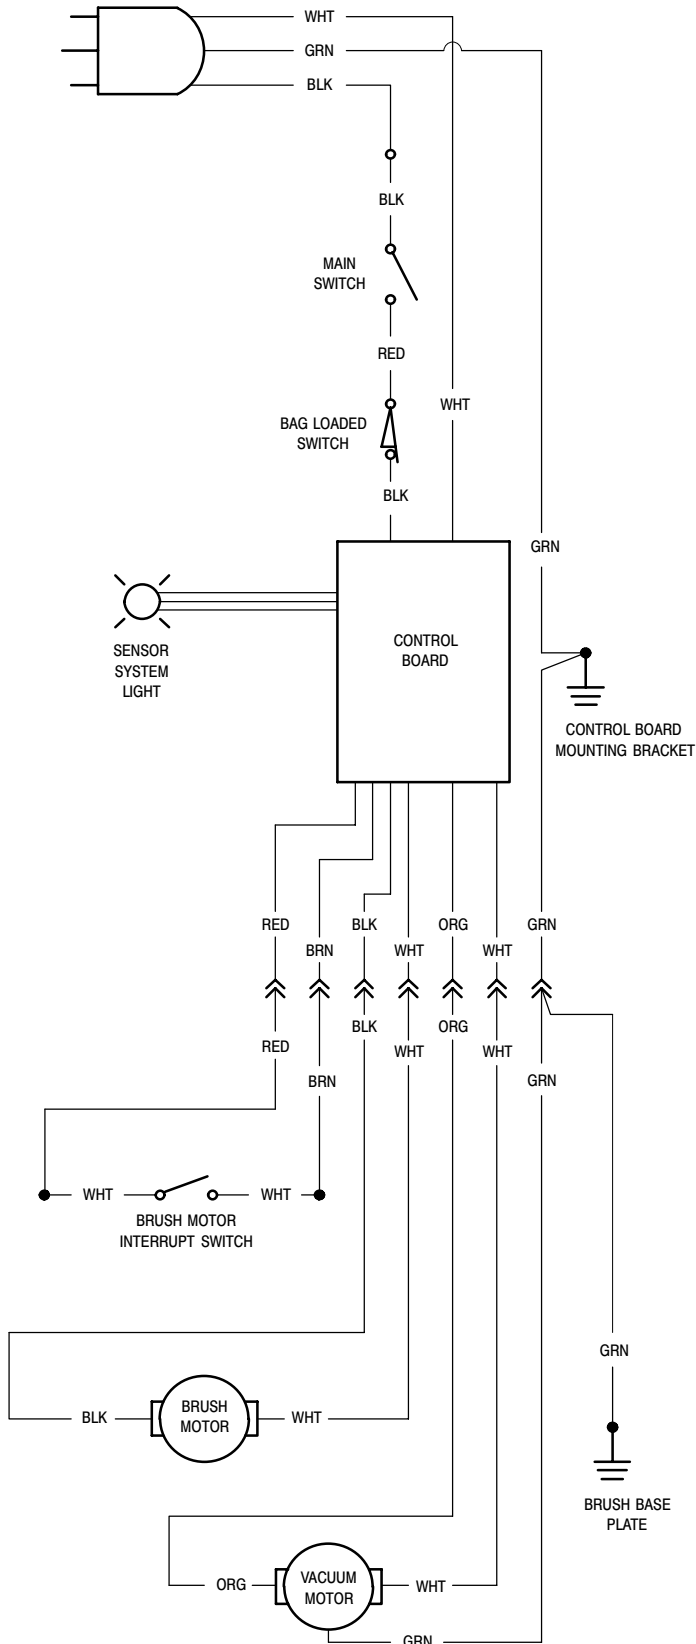 WHT
GRN
BLK
BLK
MAIN
SWITCH
RED
BAG LOADED
SWITCH
WHT
BLK
GRN
CONTROL
BOARD
SENSOR
SYSTEM
LIGHT
CONTROL BOARD
MOUNTING BRACKET
RED
BLK
ORG
GRN
BRN
WHT
WHT
BLK
ORG
RED
WHT
WHT
BRN
GRN
WHT
WHT
BRUSH MOTOR
INTERRUPT SWITCH
GRN
BRUSH
MOTOR
BLK
WHT
BRUSH BASE
PLATE
VACUUM
MOTOR
ORG
WHT
GRN